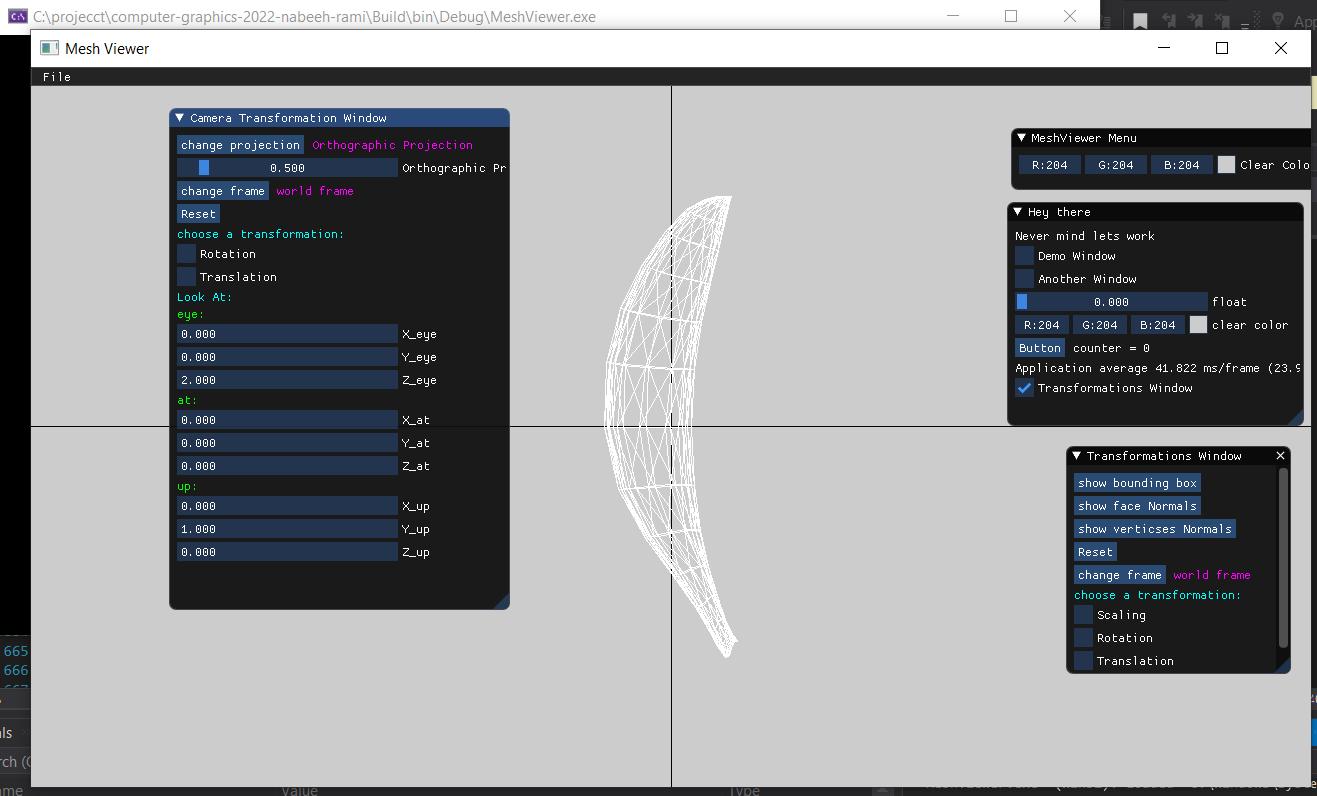 C:\projecct\computer-graphics-2022-nabeeh-rami\Build\bin\Debug\MeshViewer.exe
Mesh Viewer
File
Camera Transformation Window
change projection Orthographic Projection
0.500 Orthographic Pr
change frame world frame
Reset
choose a transformation:
Rotation
Translation
Look At:
eye:
0.000 X_eye
0.000 Y_eye
2.000 Z_eye
at:
0.000 X_at
0.000 Y_at
0.000 Z_at
up:
0.000 X_up
1.000 Y_up
0.000 Z_up
MeshViewer Menu
R:204 G:204 B:204 Clear Colo
Hey there
Never mind lets work
Demo Window
Another Window
0.000 float
R:204 G:204 B:204 clear color
Button counter = 0
Application average 41.822 ms/frame (23.9
Transformations Window
Transformations Window
show bounding box
show face Normals
show verticses Normals
Reset
change frame world frame
choose a transformation:
Scaling
Rotation
Translation
665
666
Value
Type